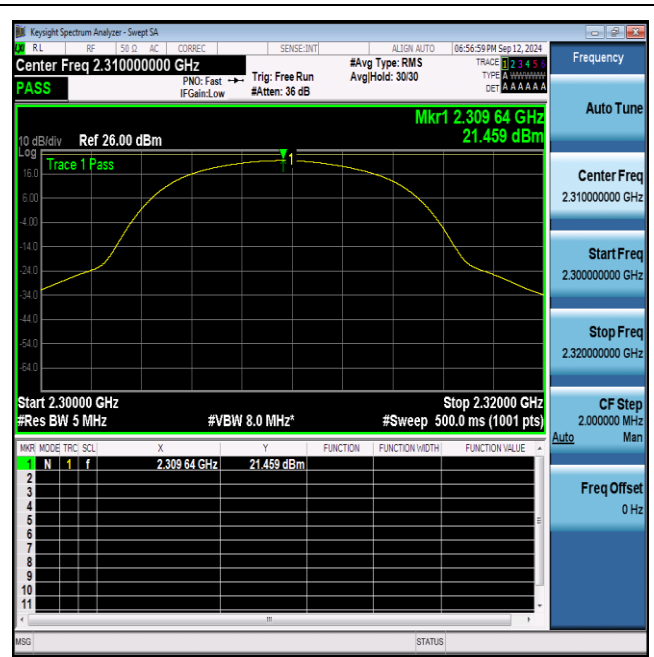 Keysight Spectrum Analyzer - Swept SA
RL RF 50 Ω AC CORREC SENSE:INT ALIGN AUTO 06:56:59 PM Sep 12, 2024
Center Freq 2.310000000 GHz
PASS
PNO: Fast
IFGain:Low
Trig: Free Run
#Atten: 36 dB
#Avg Type: RMS
Avg|Hold: 30/30
TRACE 1 2 3 4 5 6
TYPE A WWWWW
DET A A A A A A
Mkr1 2.309 64 GHz
21.459 dBm
10 dB/div Ref 26.00 dBm
Log
Trace 1 Pass
1
16.0
6.00
-4.00
-14.0
-24.0
-34.0
-44.0
-54.0
-64.0
Start 2.30000 GHz Stop 2.32000 GHz
#Res BW 5 MHz #VBW 8.0 MHz* #Sweep 500.0 ms (1001 pts)
MKR MODE TRC SCL X Y FUNCTION FUNCTION WIDTH FUNCTION VALUE
1 N 1 f 2.309 64 GHz 21.459 dBm
2
3
4
5
6
7
8
9
10
11
MSG STATUS
Frequency
Auto Tune
Center Freq
2.310000000 GHz
Start Freq
2.300000000 GHz
Stop Freq
2.320000000 GHz
CF Step
2.000000 MHz
Auto Man
Freq Offset
0 Hz